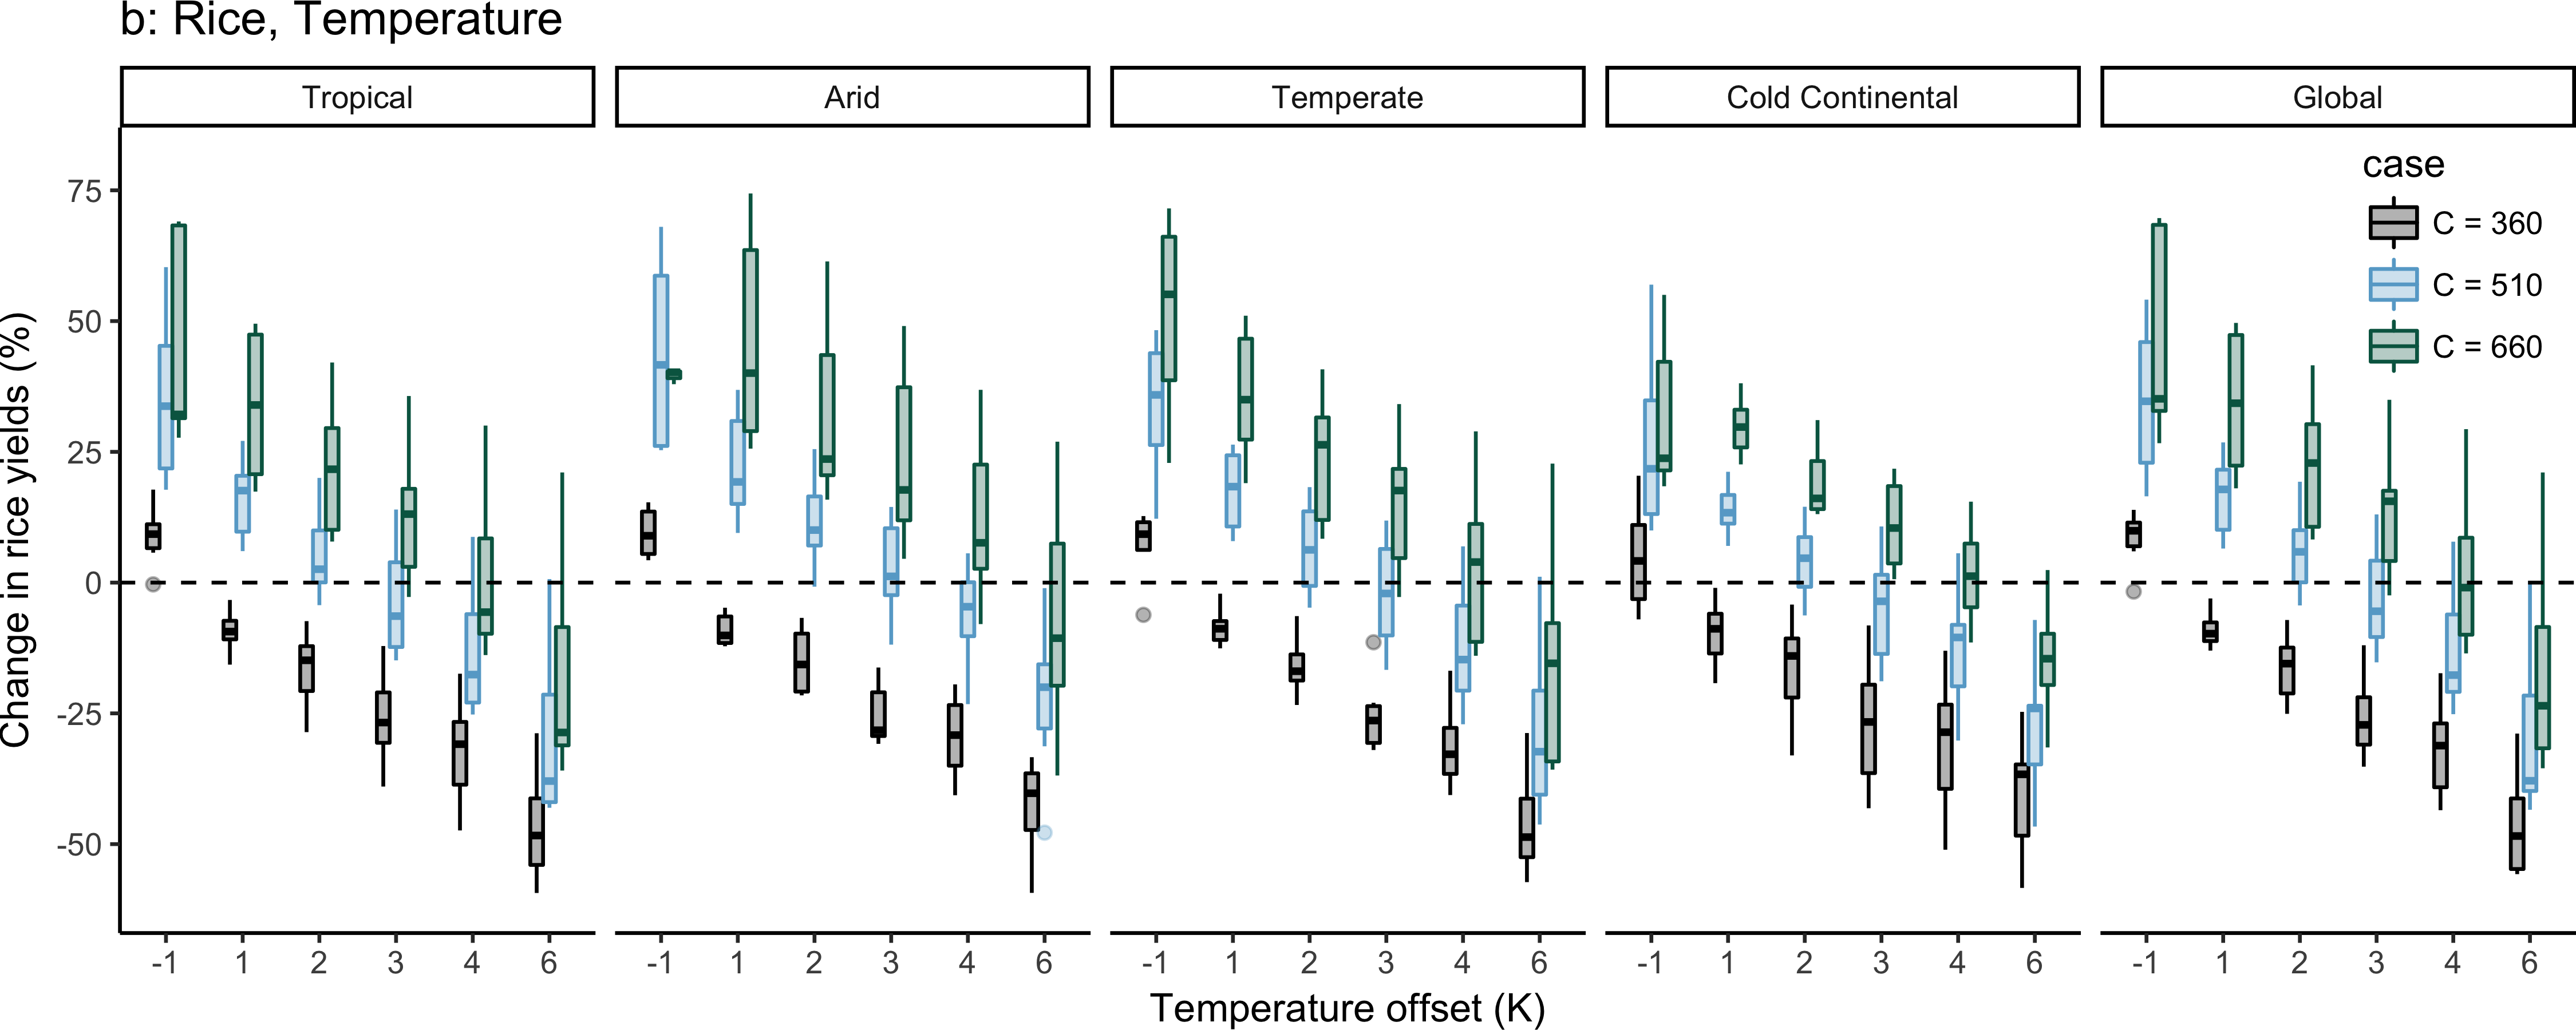 b: Rice, Temperature
Tropical Arid Temperate Cold Continental Global
case
C = 360
C = 510
C = 660
Change in rice yields (%)
75
50
25
0
-25
-50
-1 1 2 3 4 6 -1 1 2 3 4 6 -1 1 2 3 4 6 -1 1 2 3 4 6 -1 1 2 3 4 6
Temperature offset (K)